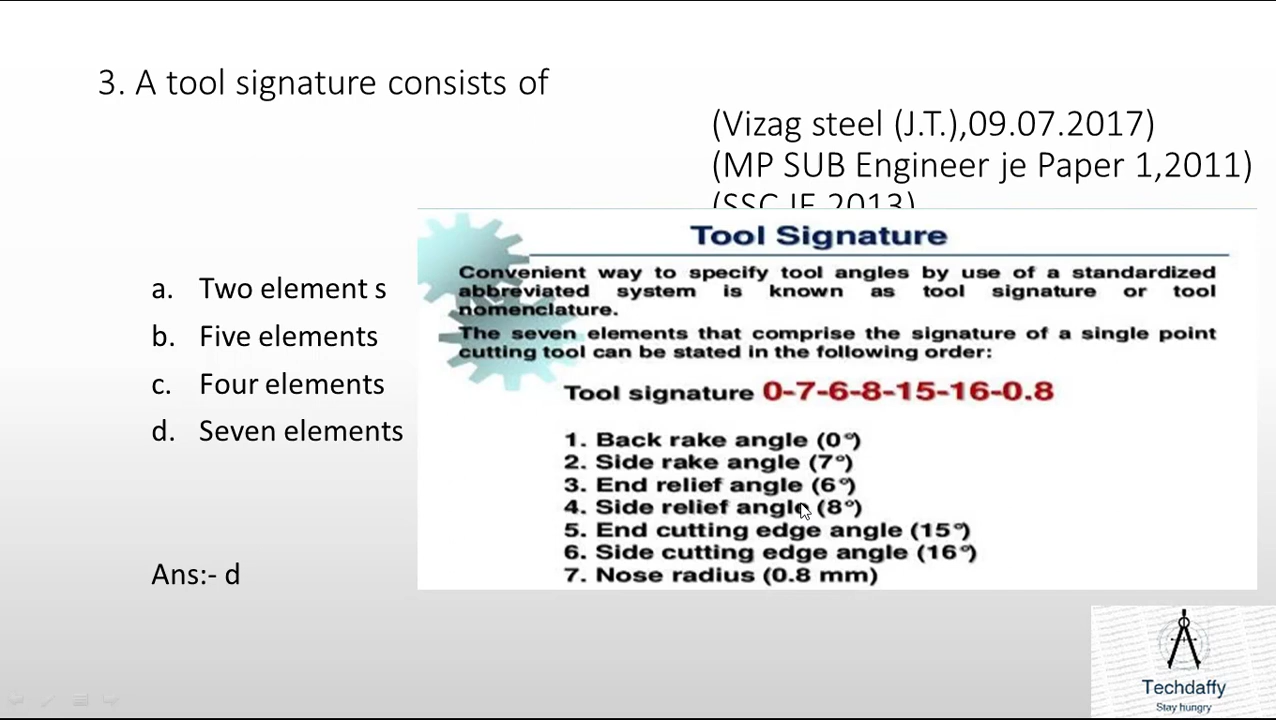 3. A tool signature consists of
(Vizag steel (J.T.),09.07.2017)
(MP SUB Engineer je Paper 1,2011)
(SSC JE 2013)
a. Two element s
b. Five elements
c. Four elements
d. Seven elements
Ans:- d
Tool Signature
Convenient way to specify tool angles by use of a standardized
abbreviated system is known as tool signature or tool
nomenclature.
The seven elements that comprise the signature of a single point
cutting tool can be stated in the following order:
Tool signature 0-7-6-8-15-16-0.8
1. Back rake angle (0°)
2. Side rake angle (7°)
3. End relief angle (6°)
4. Side relief angle (8°)
5. End cutting edge angle (15°)
6. Side cutting edge angle (16°)
7. Nose radius (0.8 mm)
Techdaffy
Stay hungry